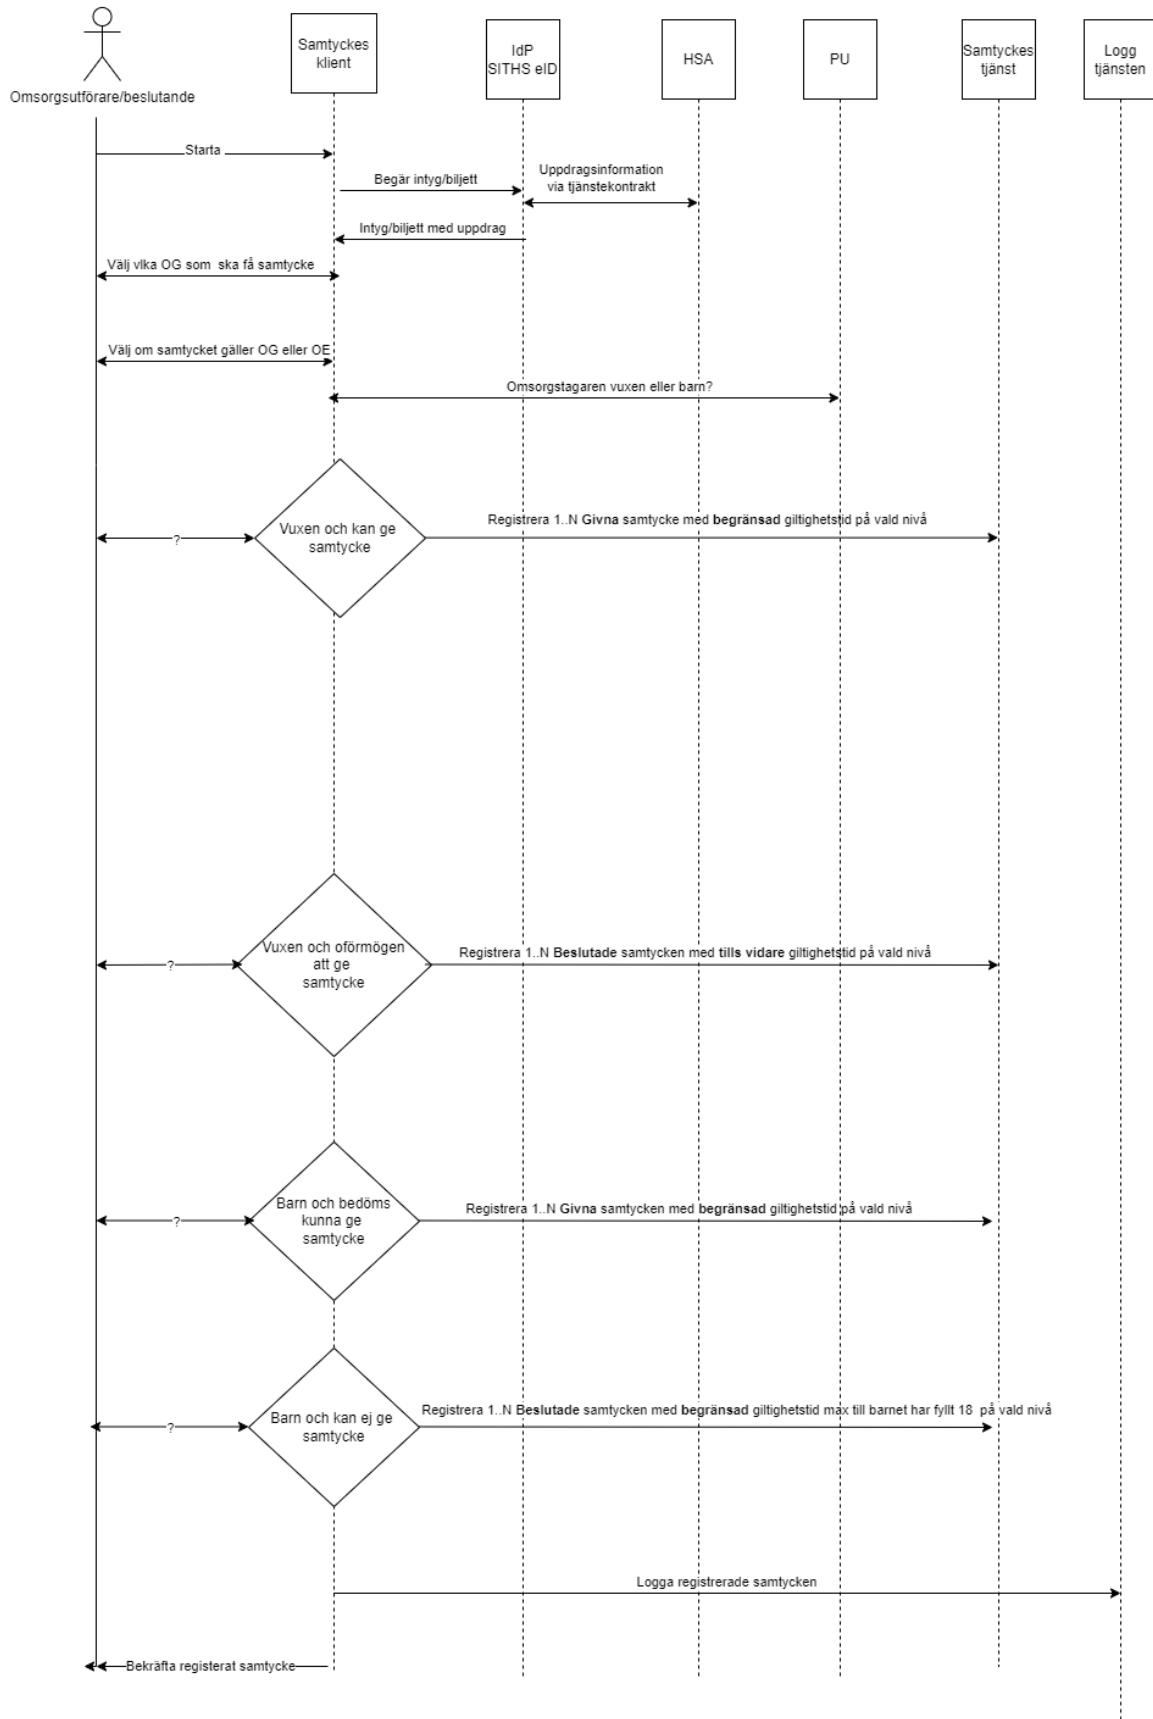 Omsorgsutförare/beslutande
Samtyckes
klient
IdP
SITHS eID
HSA
PU
Samtyckes
tjänst
Logg
tjänsten
Starta
Begär intyg/biljett
Uppdragsinformation
via tjänstekontrakt
Intyg/biljett med uppdrag
Välj vlka OG som  ska få samtycke
Välj om samtycket gäller OG eller OE
Omsorgstagaren vuxen eller barn?
?
Vuxen och kan ge
samtycke
Registrera 1..N Givna samtycke med begränsad giltighetstid på vald nivå
?
Vuxen och oförmögen
att ge
samtycke
Registrera 1..N Beslutade samtycken med tills vidare giltighetstid på vald nivå
?
Barn och bedöms
kunna ge
samtycke
Registrera 1..N Givna samtycken med begränsad giltighetstid på vald nivå
?
Barn och kan ej ge
samtycke
Registrera 1..N Beslutade samtycken med begränsad giltighetstid max till barnet har fyllt 18  på vald nivå
Logga registrerade samtycken
Bekräfta registerat samtycke